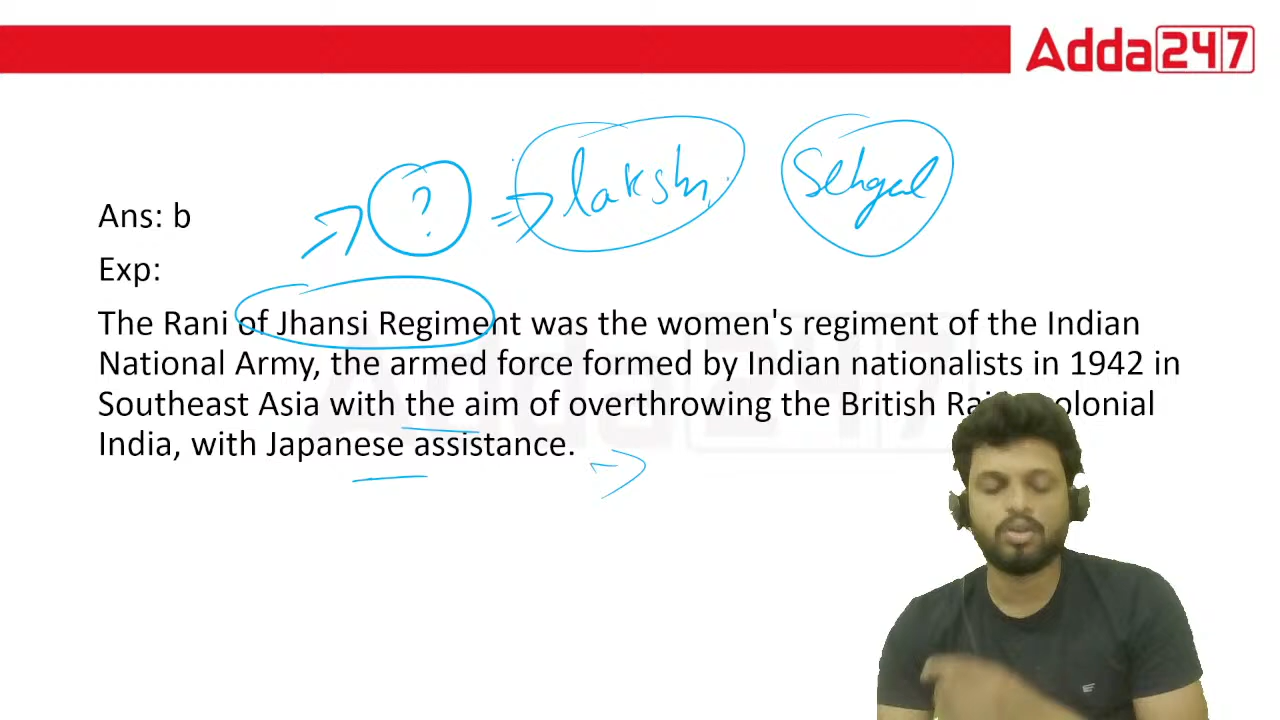 Adda247
? lakshmi Sehgal
Ans: b
Exp:
The Rani of Jhansi Regiment was the women's regiment of the Indian
National Army, the armed force formed by Indian nationalists in 1942 in
Southeast Asia with the aim of overthrowing the British Raj colonial
India, with Japanese assistance.